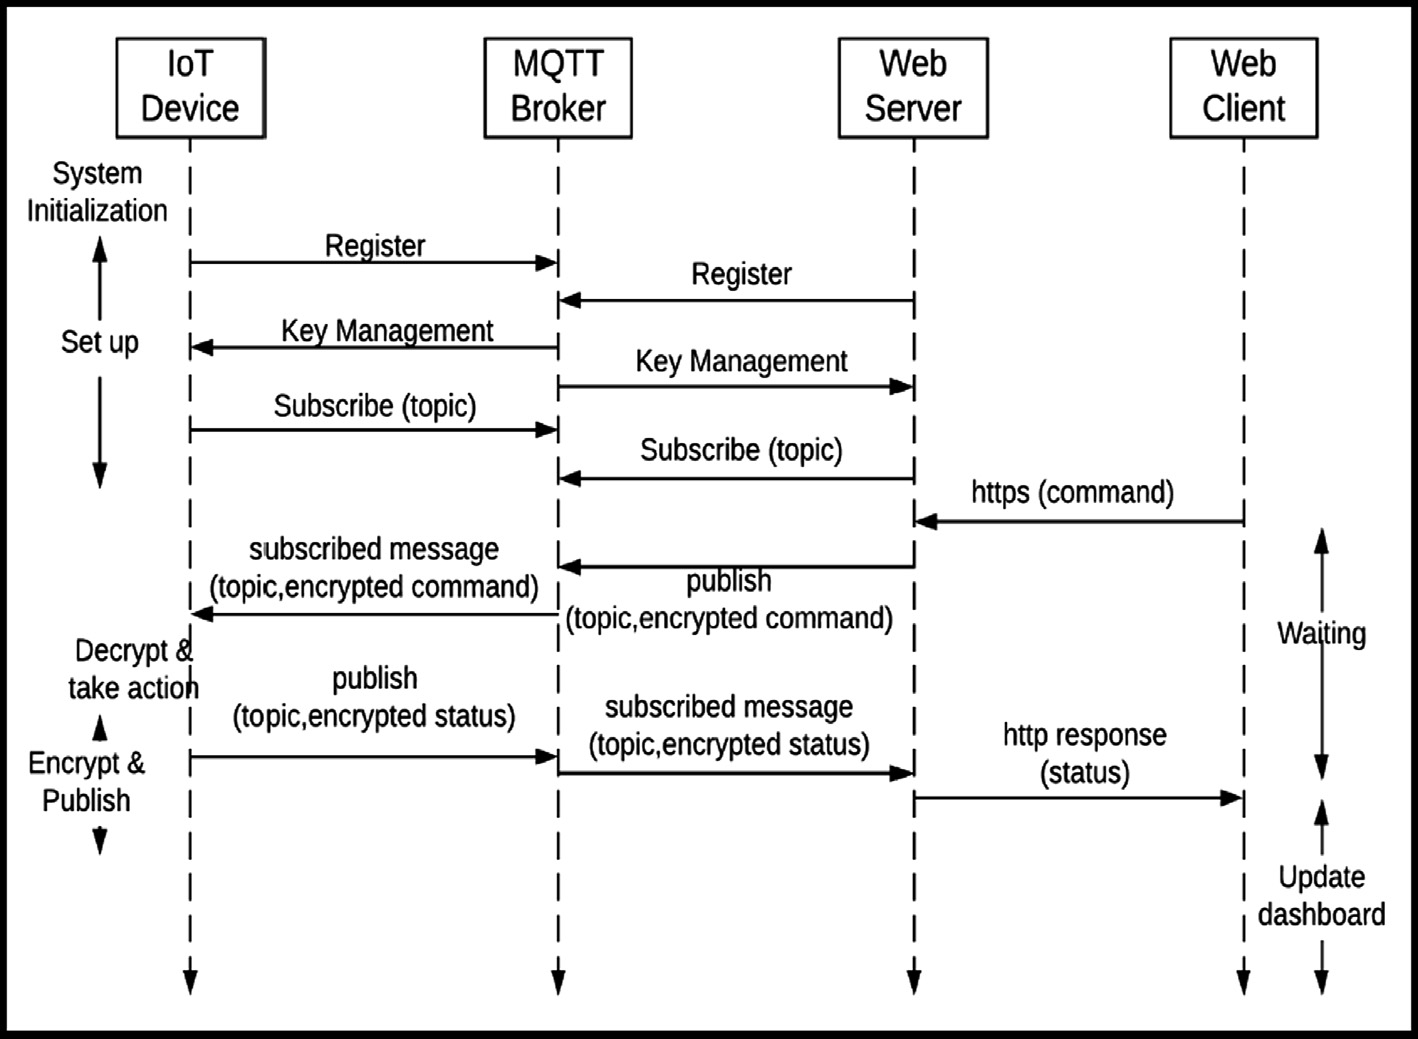 IoT
Device
MQTT
Broker
Web
Server
Web
Client
System
Initialization
Register
Register
Set up
Key Management
Key Management
Subscribe (topic)
Subscribe (topic)
https (command)
subscribed message
(topic,encrypted command)
publish
(topic,encrypted command)
Waiting
Decrypt &
take action
publish
(topic,encrypted status)
subscribed message
(topic,encrypted status)
http response
(status)
Encrypt &
Publish
Update
dashboard